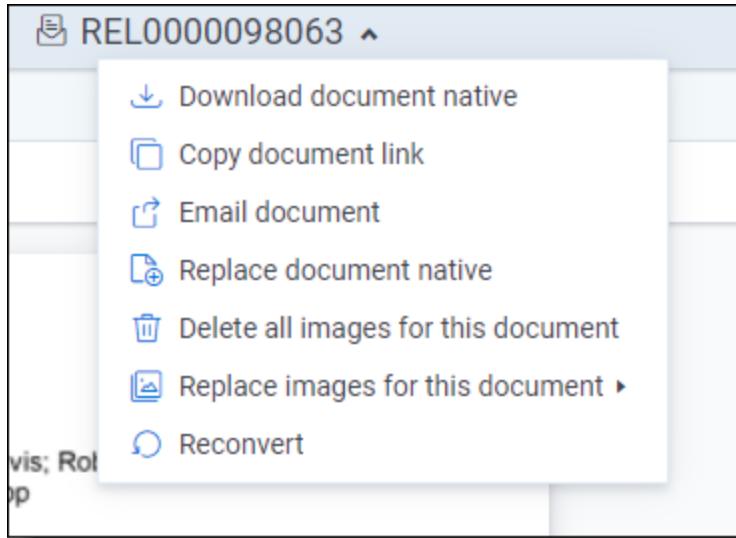 REL0000098063
Download document native
Copy document link
Email document
Replace document native
Delete all images for this document
Replace images for this document
Reconvert
vis;